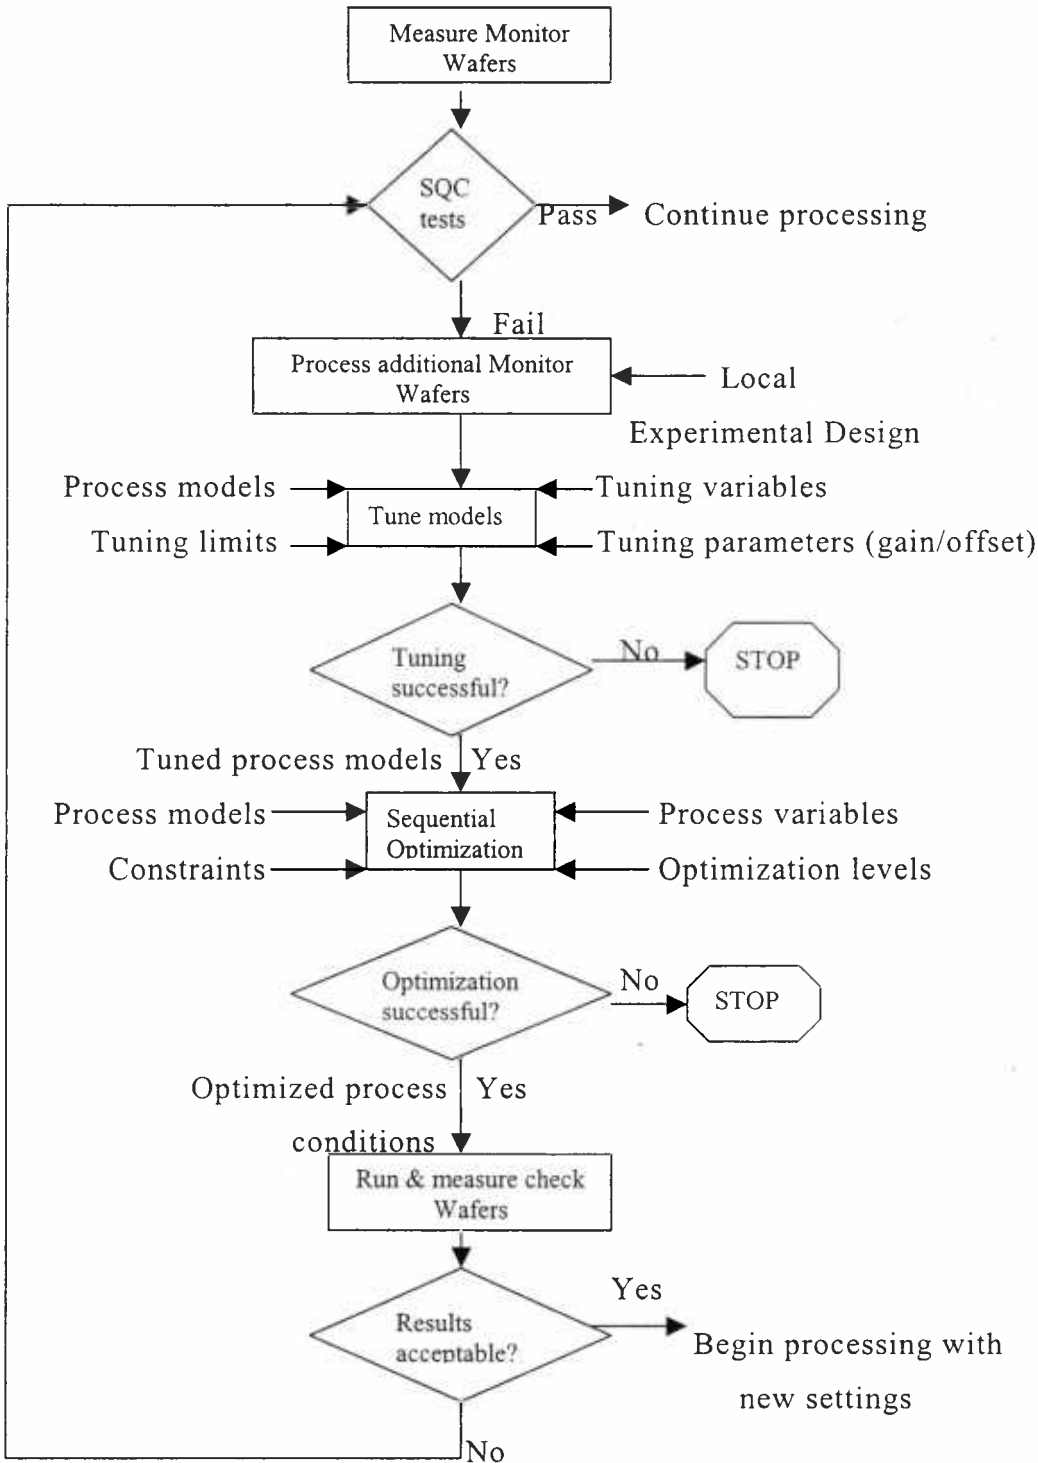 Measure Monitor
Wafers
SQC
tests
Pass
Continue processing
Fail
Process additional Monitor
Wafers
Local
Experimental Design
Process models
Tuning variables
Tune models
Tuning limits
Tuning parameters (gain/offset)
Tuning
successful?
No
STOP
Tuned process models
Yes
Process models
Sequential
Optimization
Process variables
Constraints
Optimization levels
Optimization
successful?
No
STOP
Optimized process
conditions
Yes
Run & measure check
Wafers
Results
acceptable?
Yes
Begin processing with
new settings
No